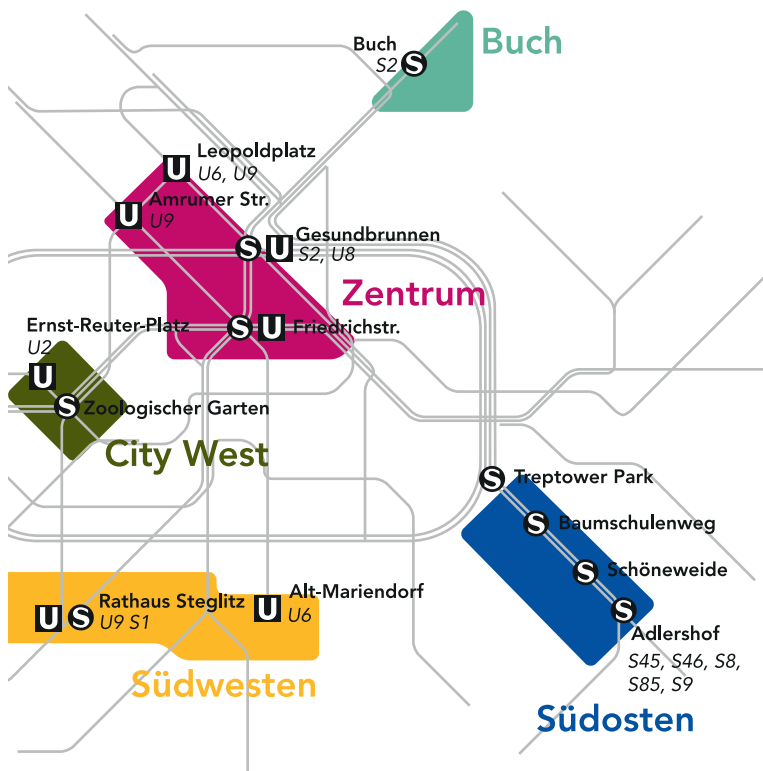 Buch
S2
S
Buch
Leopoldplatz
U
U6, U9
Amrumer Str.
U
U9
Gesundbrunnen
S U
S2, U8
Zentrum
Ernst-Reuter-Platz
U2
S U Friedrichstr.
U
S Zoologischer Garten
City West
S Treptower Park
S Baumschulenweg
S Schöneweide
Alt-Mariendorf
U
U6
Rathaus Steglitz
U S
U9 S1
S
Adlershof
S45, S46, S8,
S85, S9
Südwesten
Südosten